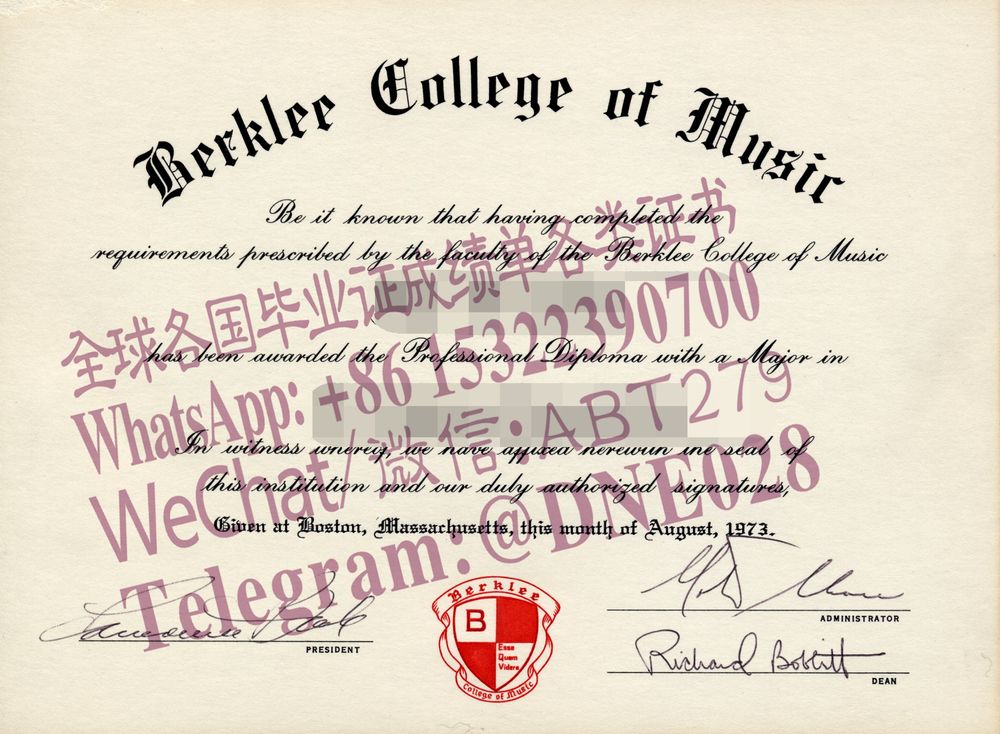 Berklee College of Music
Be it known that having completed the
requirements prescribed by the faculty of the Berklee College of Music
全球各国毕业证成绩单各类证书
has been awarded the Professional Diploma with a Major in
WhatsApp: +86 15322390700
WeChat/微信:ABT279
In witness whereof, we have affixed hereunto the seal of
this institution and our duly authorized signatures,
Telegram: @DNE028
Given at Boston, Massachusetts, this month of August, 1973.
Berklee
B
Esse
Quam
Videre
College of Music
PRESIDENT
ADMINISTRATOR
Richard Bobbitt
DEAN